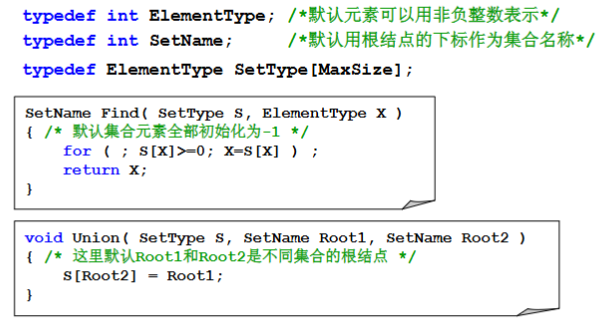 typedef int ElementType; /*默认元素可以用非负整数表示*/
typedef int SetName; /*默认用根结点的下标作为集合名称*/
typedef ElementType SetType[MaxSize];
SetName Find( SetType S, ElementType X )
{ /* 默认集合元素全部初始化为-1 */
for ( ; S[X]>=0; X=S[X] ) ;
return X;
}
void Union( SetType S, SetName Root1, SetName Root2 )
{ /* 这里默认Root1和Root2是不同集合的根结点 */
S[Root2] = Root1;
}